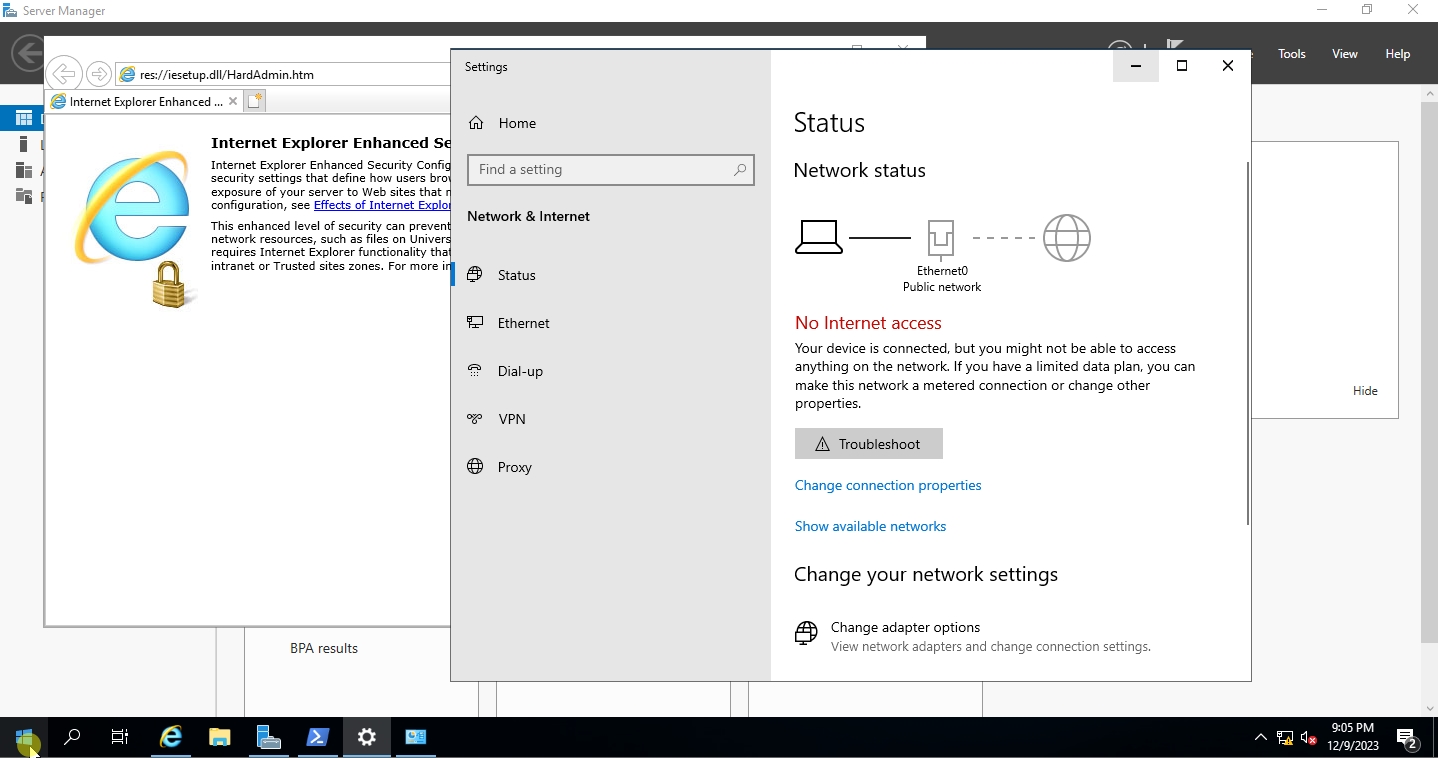 Server Manager
Tools
View
Help
res://iesetup.dll/HardAdmin.htm
Internet Explorer Enhanced ...
Internet Explorer Enhanced Se
Internet Explorer Enhanced Security Config
security settings that define how users brow
exposure of your server to Web sites that
configuration, see Effects of Internet Explo
This enhanced level of security can prevent
network resources, such as files on Univers
requires Internet Explorer functionality tha
intranet or Trusted sites zones. For more in
Settings
Home
Find a setting
Network & Internet
Status
Ethernet
Dial-up
VPN
Proxy
Status
Network status
Ethernet0
Public network
No Internet access
Your device is connected, but you might not be able to access
anything on the network. If you have a limited data plan, you can
make this network a metered connection or change other
properties.
Troubleshoot
Change connection properties
Show available networks
Change your network settings
Change adapter options
View network adapters and change connection settings.
Hide
BPA results
9:05 PM
12/9/2023
2